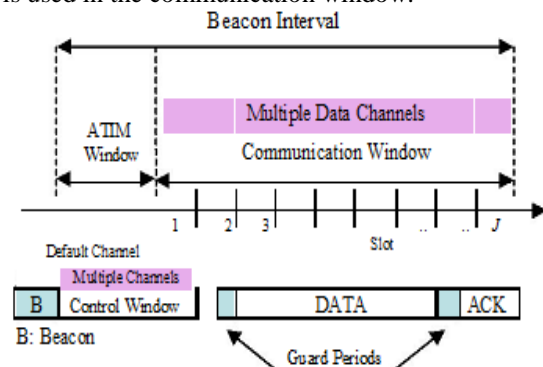 is used in the communication window.
Beacon Interval
Multiple Data Channels
ATIM
Window
Communication Window
1 2 3 .. .. J
Slot
Default Channel
Multiple Channels
B Control Window DATA ACK
B: Beacon
Guard Periods